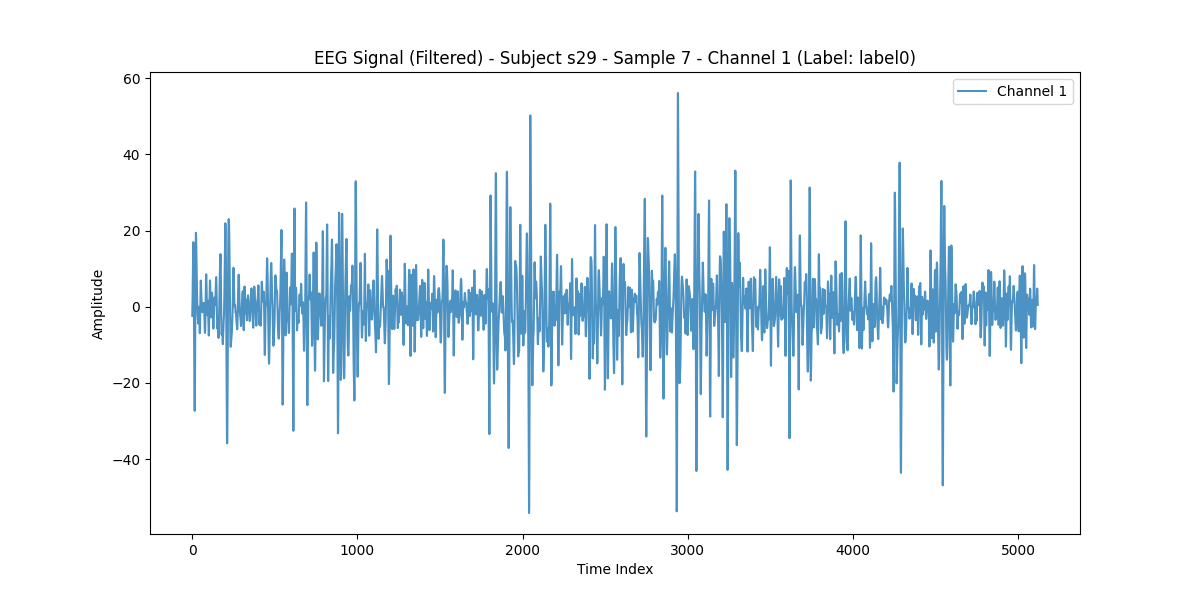 EEG Signal (Filtered) - Subject s29 - Sample 7 - Channel 1 (Label: label0)
Channel 1
60
40
20
0
−20
−40
Amplitude
0 1000 2000 3000 4000 5000
Time Index